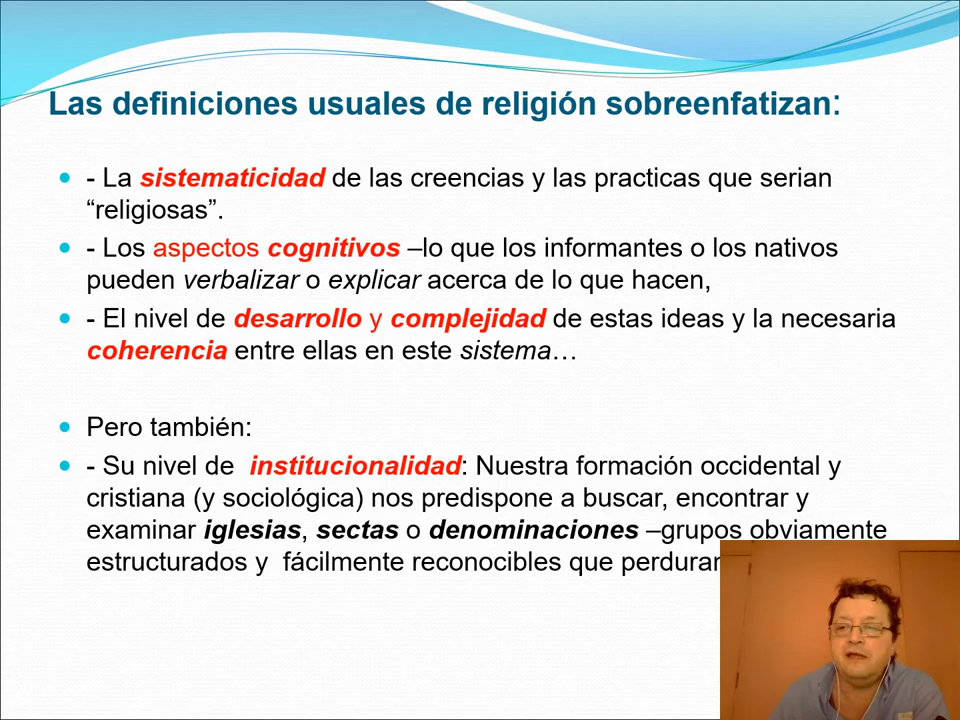 Las definiciones usuales de religión sobreenfatizan:
- La sistematicidad de las creencias y las practicas que serian
“religiosas”.
- Los aspectos cognitivos –lo que los informantes o los nativos
pueden verbalizar o explicar acerca de lo que hacen,
- El nivel de desarrollo y complejidad de estas ideas y la necesaria
coherencia entre ellas en este sistema…
Pero también:
- Su nivel de institucionalidad: Nuestra formación occidental y
cristiana (y sociológica) nos predispone a buscar, encontrar y
examinar iglesias, sectas o denominaciones –grupos obviamente
estructurados y fácilmente reconocibles que